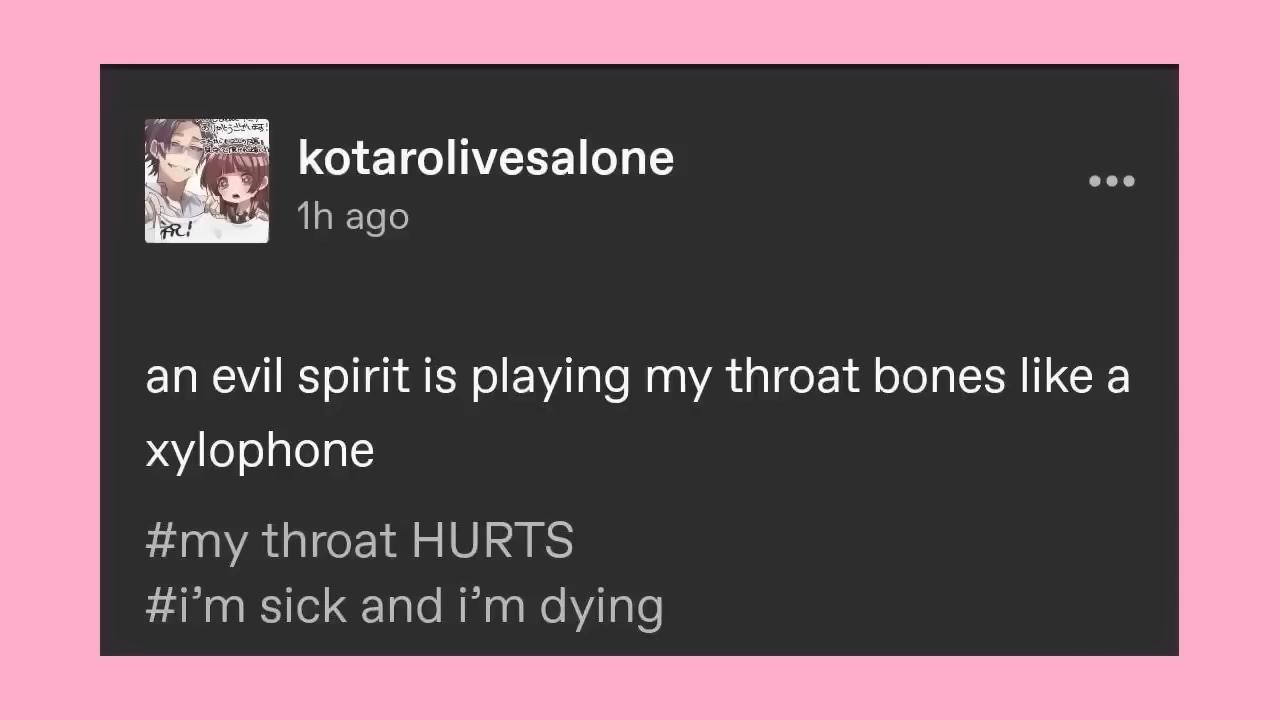 kotarolivesalone
1h ago
an evil spirit is playing my throat bones like a
xylophone
#my throat HURTS
#i'm sick and i'm dying